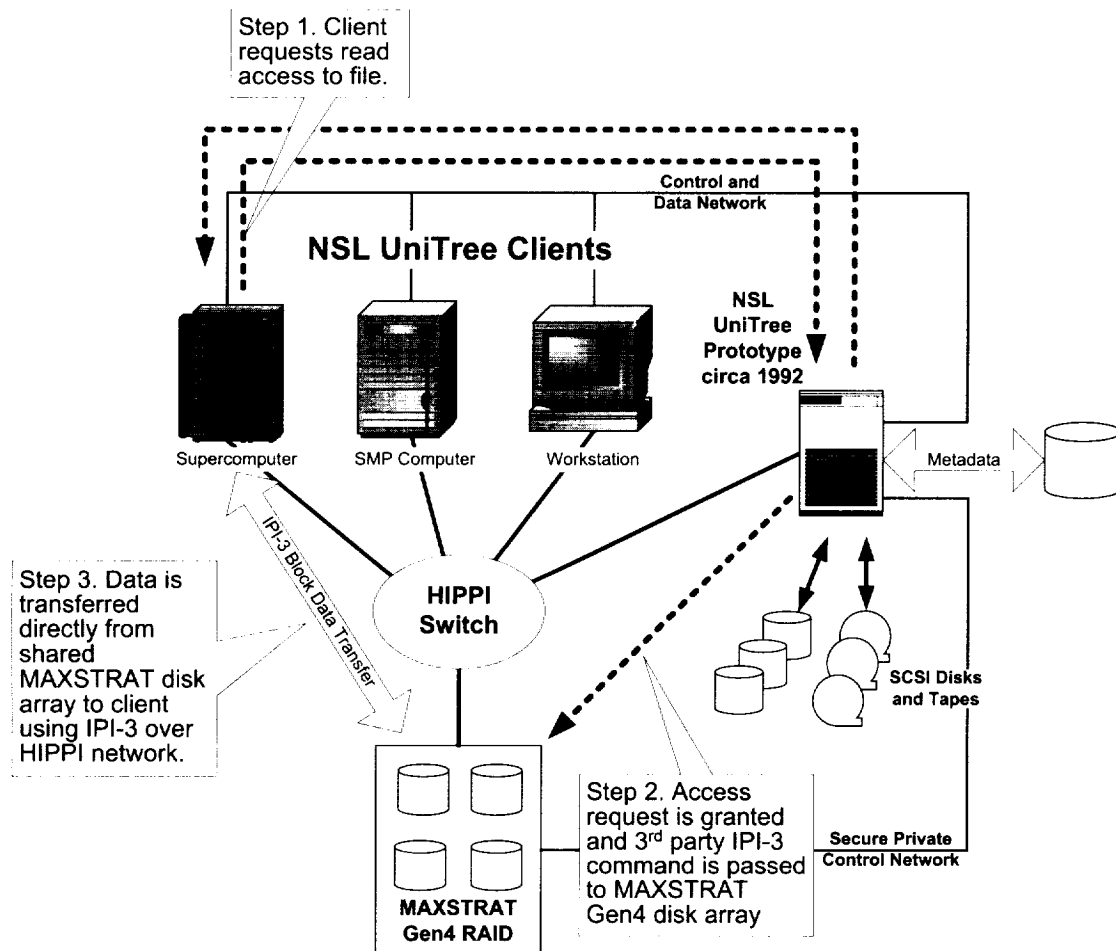 Step 1. Client
requests read
access to file.
Control and
Data Network
NSL UniTree Clients
NSL
UniTree
Prototype
circa 1992
Supercomputer
SMP Computer
Workstation
Metadata
IPI-3 Block Data Transfer
Step 3. Data is
transferred
directly from
shared
MAXSTRAT disk
array to client
using IPI-3 over
HIPPI network.
HIPPI
Switch
SCSI Disks
and Tapes
Step 2. Access
request is granted
and 3rd party IPI-3
command is passed
to MAXSTRAT
Gen4 disk array
Secure Private
Control Network
MAXSTRAT
Gen4 RAID